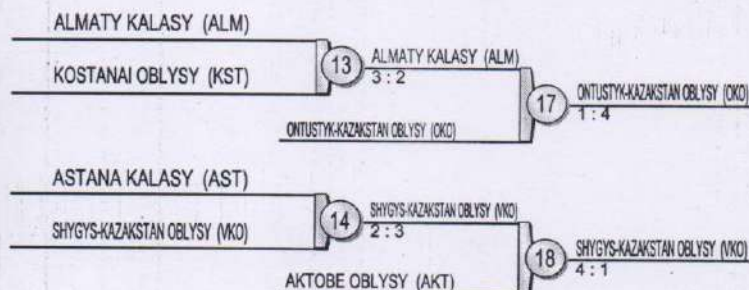 ALMATY KALASY (ALM)
KOSTANAI OBLYSY (KST)
13
ALMATY KALASY (ALM)
3 : 2
ONTUSTYK-KAZAKSTAN OBLYSY (OKO)
17
ONTUSTYK-KAZAKSTAN OBLYSY (OKO)
1 : 4
ASTANA KALASY (AST)
SHYGYS-KAZAKSTAN OBLYSY (VKO)
14
SHYGYS-KAZAKSTAN OBLYSY (VKO)
2 : 3
AKTOBE OBLYSY (AKT)
18
SHYGYS-KAZAKSTAN OBLYSY (VKO)
4 : 1